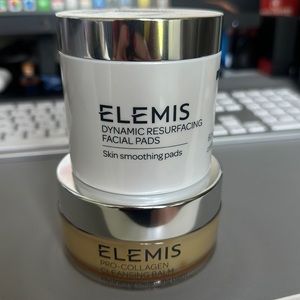 ELEMIS
DYNAMIC RESURFACING
FACIAL PADS
Skin smoothing pads
ELEMIS
PRO-COLLAGEN
CLEANSING BALM